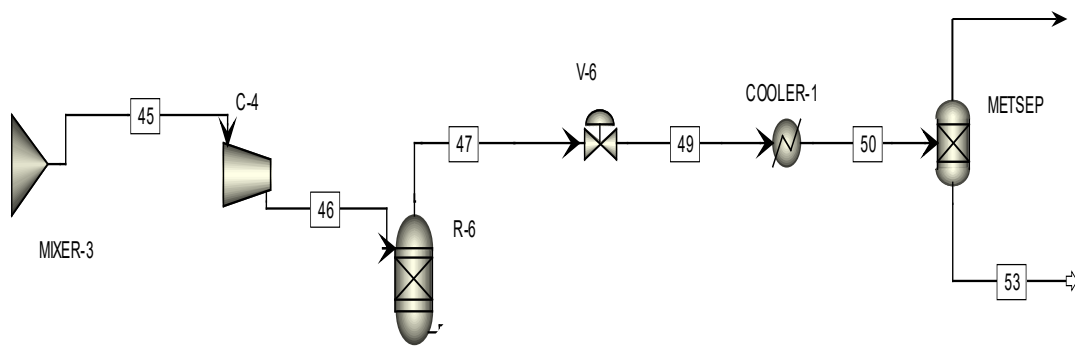 V-6
COOLER-1
C-4
METSEP
45
47
49
50
46
R-6
MIXER-3
53